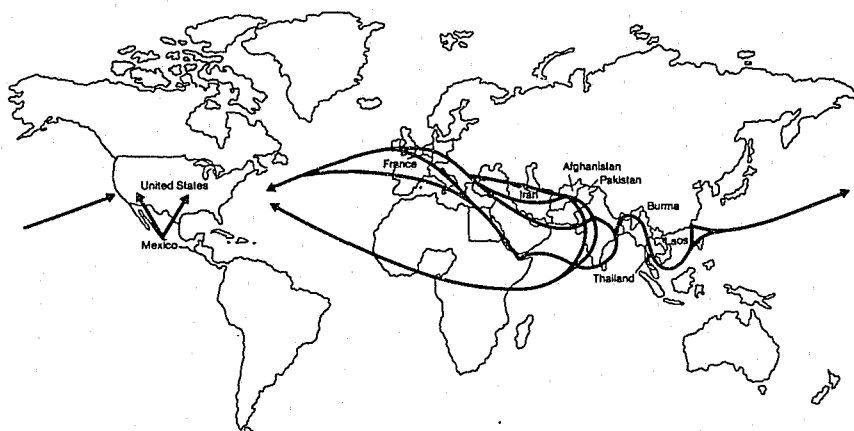 Afghanistan
France
Pakistan
United States
Iran
Burma
Mexico
Laos
Thailand